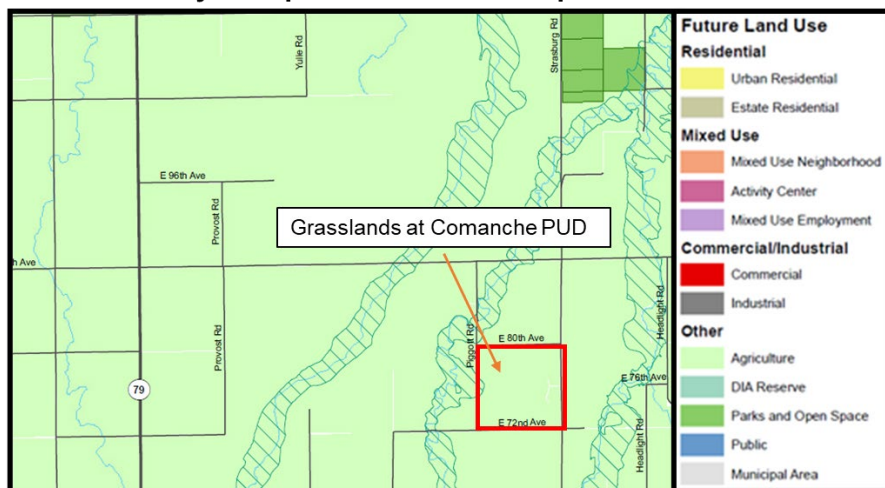 Yulie Rd
Strasburg Rd
E 96th Ave
Provost Rd
Grasslands at Comanche PUD
h Ave
Provost Rd
Piggott Rd
Headlight Rd
E 80th Ave
E 76th Ave
79
E 72nd Ave
Headlight Rd
Future Land Use
Residential
Urban Residential
Estate Residential
Mixed Use
Mixed Use Neighborhood
Activity Center
Mixed Use Employment
Commercial/Industrial
Commercial
Industrial
Other
Agriculture
DIA Reserve
Parks and Open Space
Public
Municipal Area